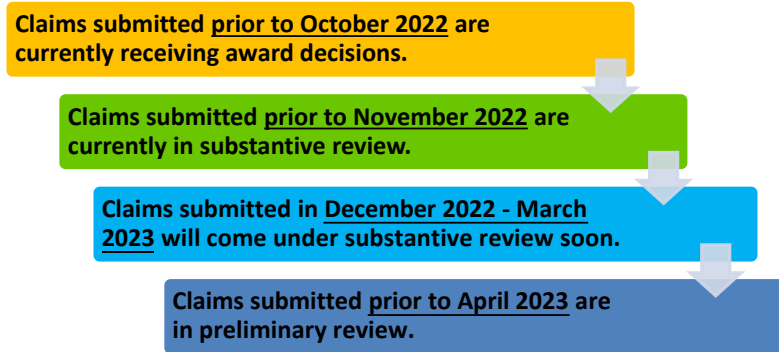 Claims submitted prior to October 2022 are
currently receiving award decisions.
Claims submitted prior to November 2022 are
currently in substantive review.
Claims submitted in December 2022 - March
2023 will come under substantive review soon.
Claims submitted prior to April 2023 are
in preliminary review.